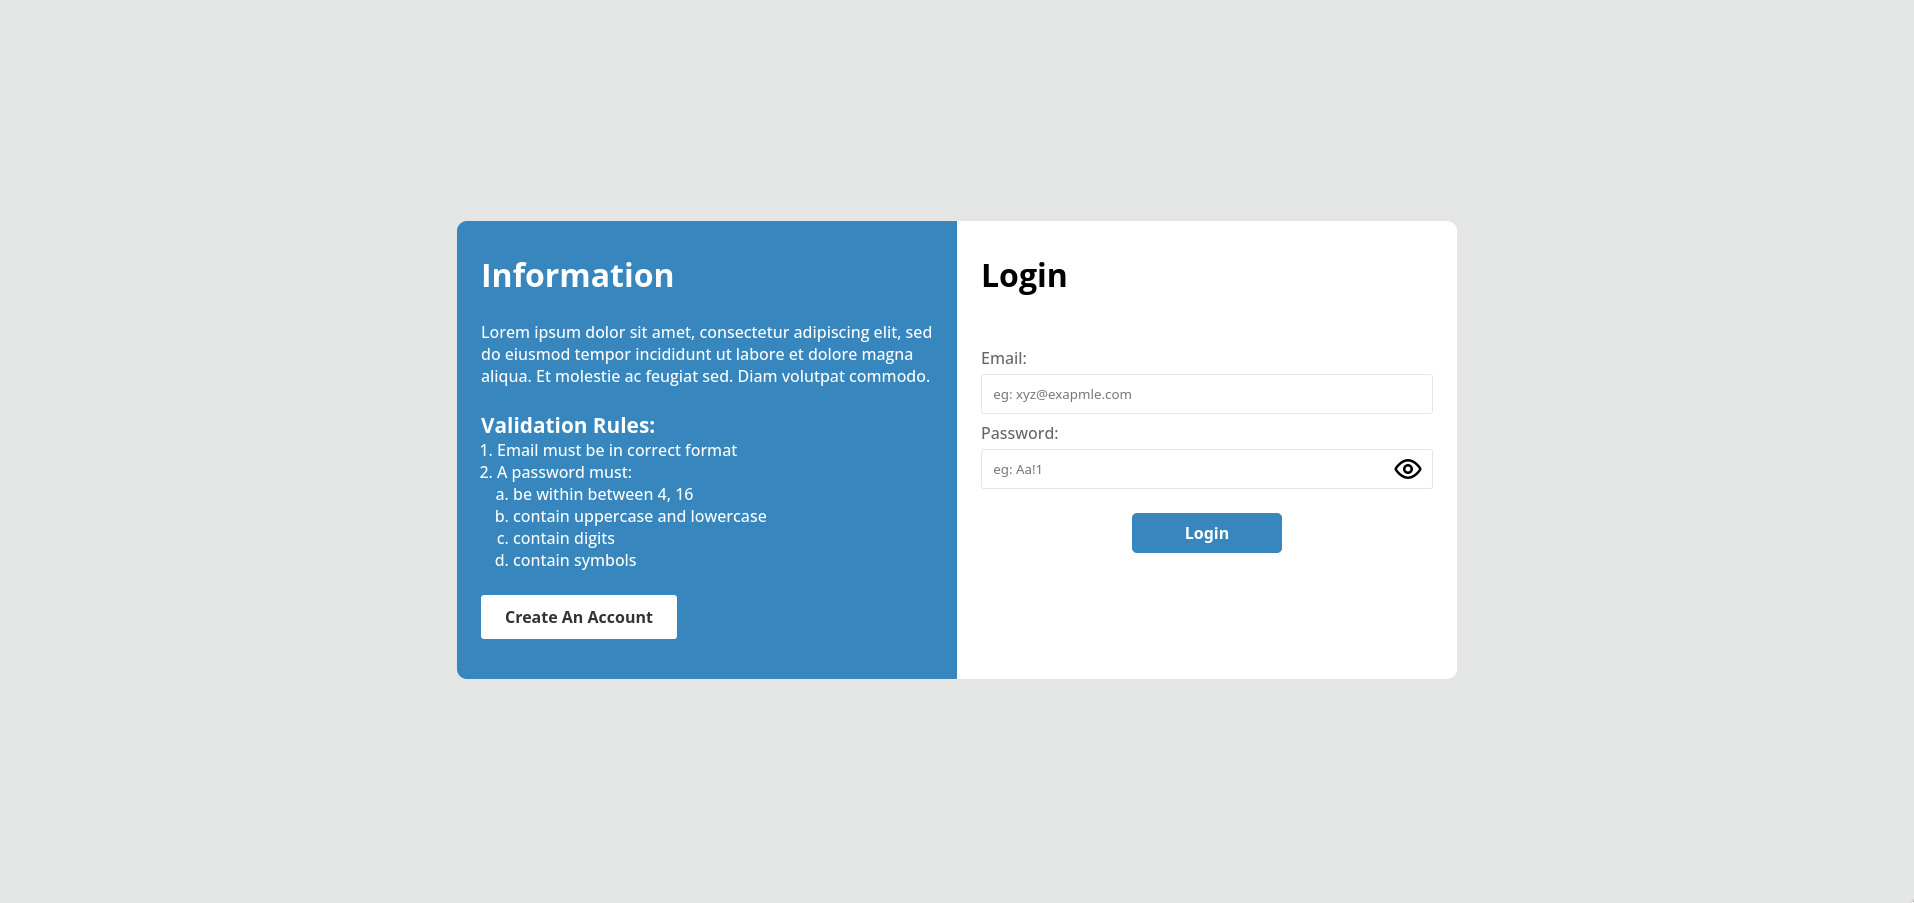 Information
Lorem ipsum dolor sit amet, consectetur adipiscing elit, sed
do eiusmod tempor incididunt ut labore et dolore magna
aliqua. Et molestie ac feugiat sed. Diam volutpat commodo.
Validation Rules:
1. Email must be in correct format
2. A password must:
a. be within between 4, 16
b. contain uppercase and lowercase
c. contain digits
d. contain symbols
Create An Account
Login
Email:
eg: xyz@exapmle.com
Password:
eg: Aa!1
Login